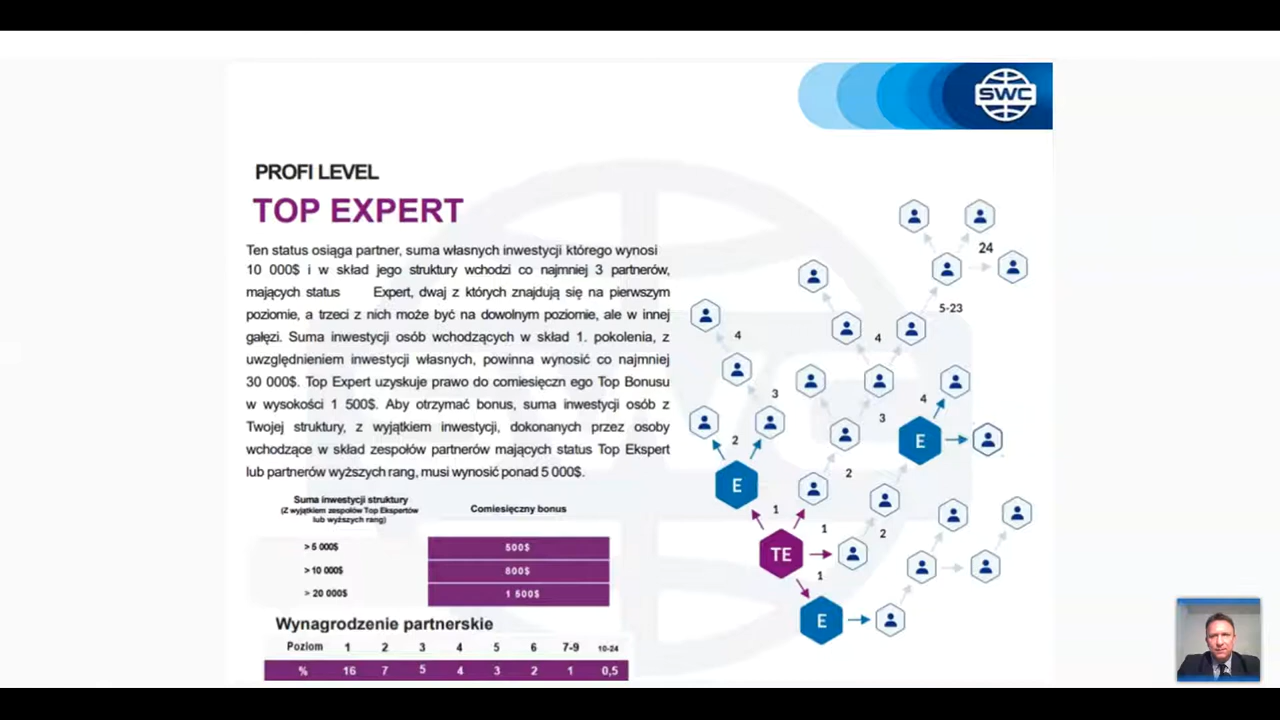 SWC
PROFI LEVEL
TOP EXPERT
Ten status osiąga partner, suma własnych inwestycji którego wynosi
10 000$ i w skład jego struktury wchodzi co najmniej 3 partnerów,
mających status Expert, dwaj z których znajdują się na pierwszym
poziomie, a trzeci z nich może być na dowolnym poziomie, ale w innej
gałęzi. Suma inwestycji osób wchodzących w skład 1. pokolenia, z
uwzględnieniem inwestycji własnych, powinna wynosić co najmniej
30 000$. Top Expert uzyskuje prawo do comiesięczn ego Top Bonusu
w wysokości 1 500$. Aby otrzymać bonus, suma inwestycji osób z
Twojej struktury, z wyjątkiem inwestycji, dokonanych przez osoby
wchodzące w skład zespołów partnerów mających status Top Ekspert
lub partnerów wyższych rang, musi wynosić ponad 5 000$.
Suma inwestycji struktury
(Z wyjątkiem zespołów Top Ekspertów
lub wyższych rang)
Comiesięczny bonus
> 5 000$ 500$
> 10 000$ 800$
> 20 000$ 1 500$
Wynagrodzenie partnerskie
Poziom 1 2 3 4 5 6 7-9 10-24
% 16 7 5 4 3 2 1 0,5
24
5-23
4
4
3
4
3
E
2
E
2
1
1
2
TE
1
E